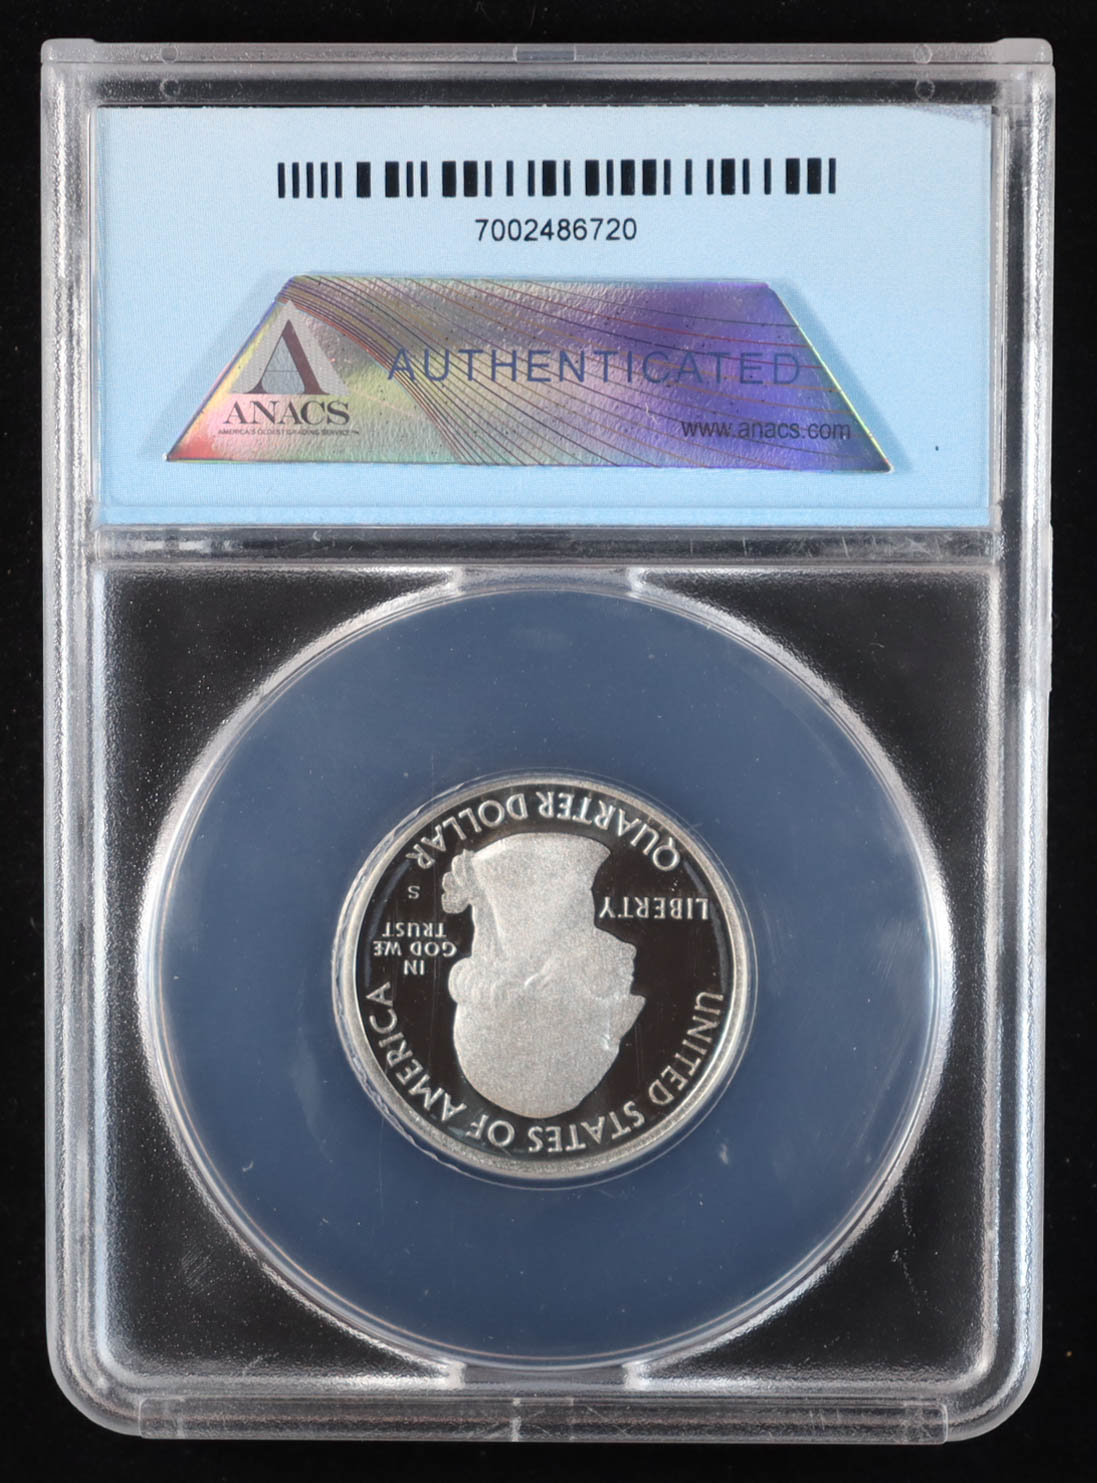 7002486720
AUTHENTICATED
ANACS
AMERICA'S OLDEST GRADING SERVICE™
www.anacs.com
UNITED STATES OF AMERICA
LIBERTY
IN
GOD WE
TRUST
S
QUARTER DOLLAR